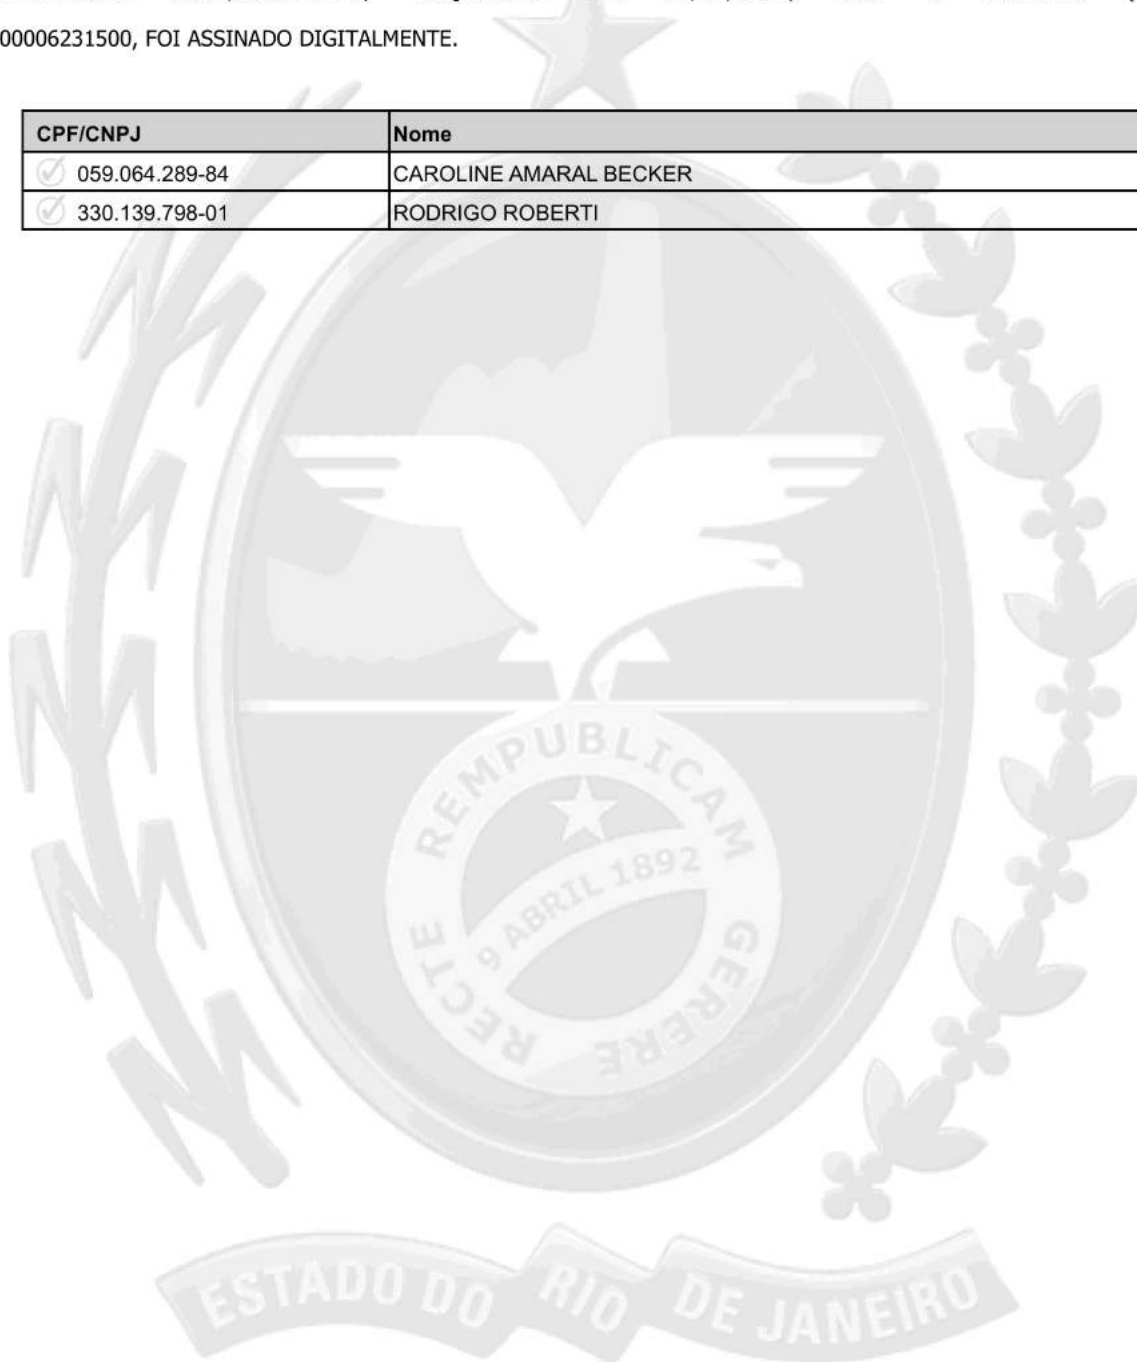 00006231500, FOI ASSINADO DIGITALMENTE.
CPF/CNPJ Nome
059.064.289-84 CAROLINE AMARAL BECKER
330.139.798-01 RODRIGO ROBERTI
RECTE REMPUBLICAM GERERE
9 ABRIL 1892
ESTADO DO RIO DE JANEIRO